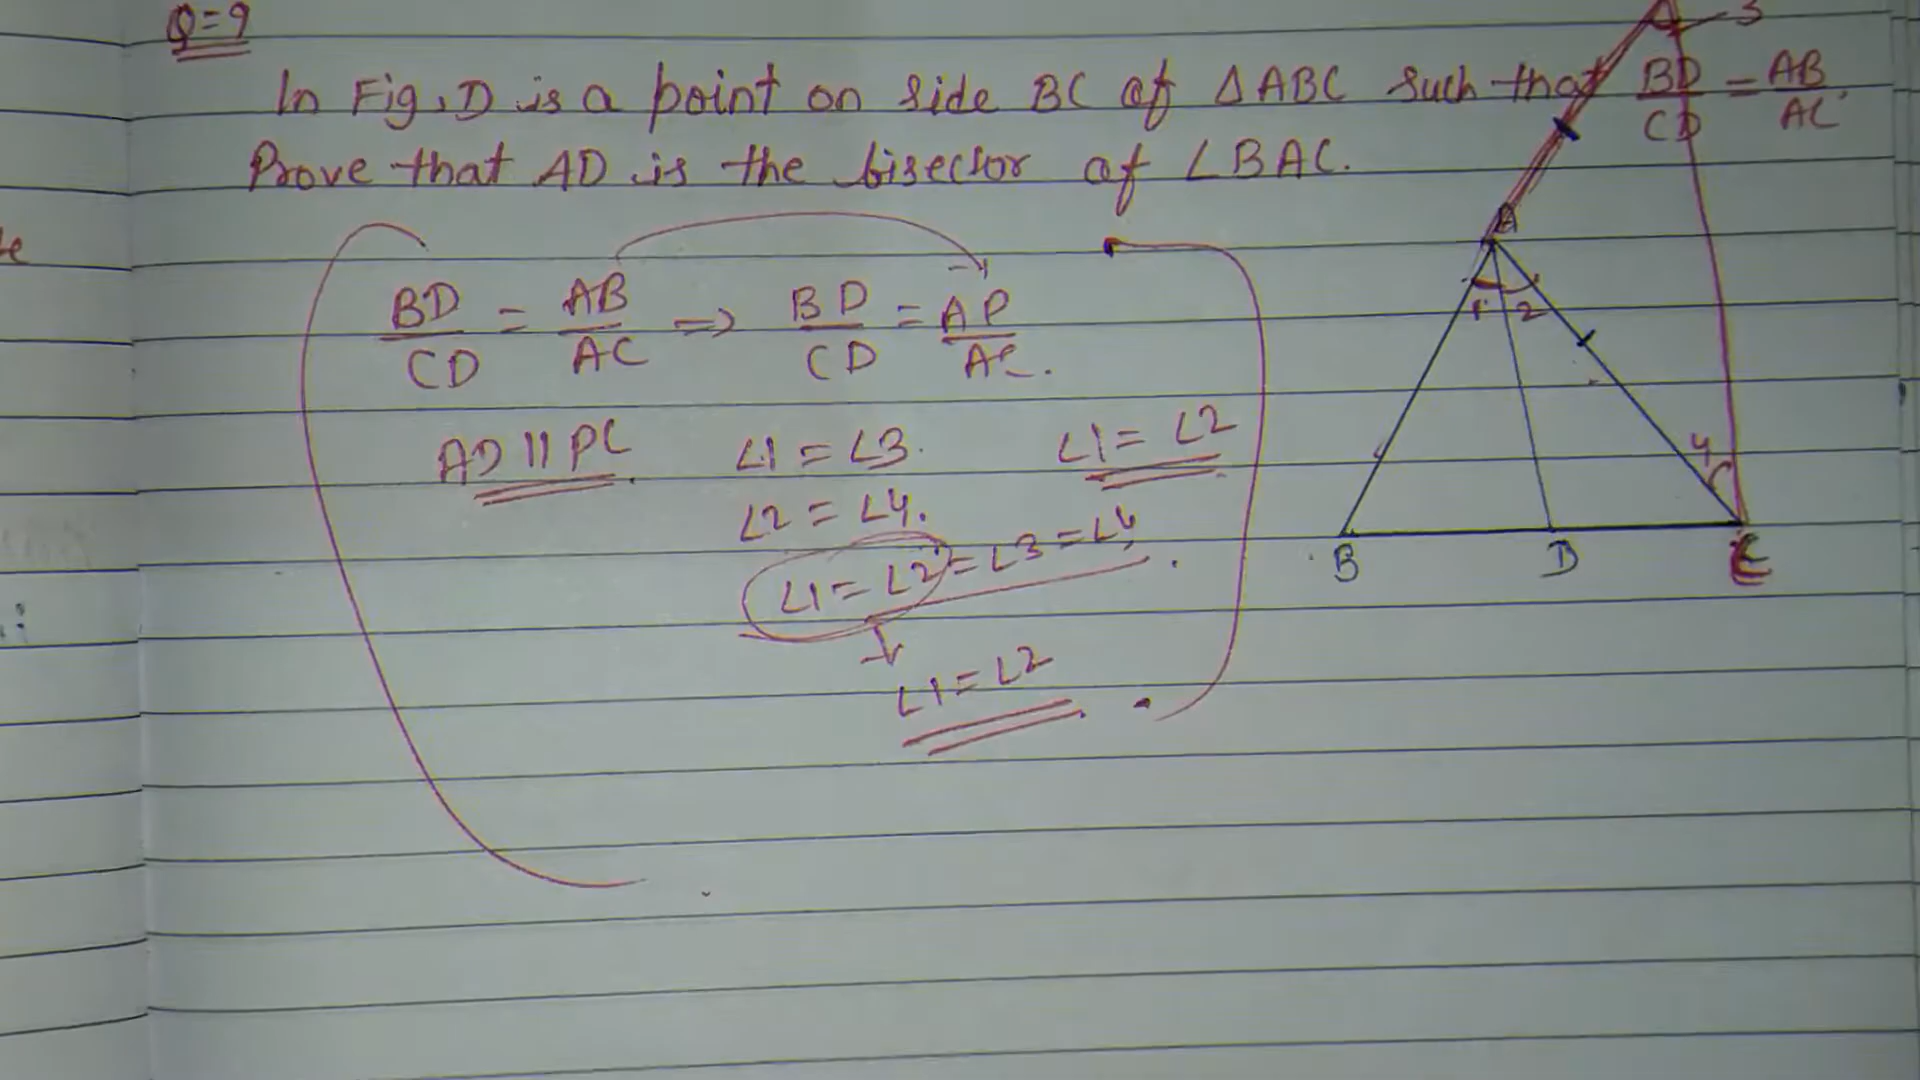 Q=9
In Fig, D is a point on side BC of △ABC such that BD/CD = AB/AC.
Prove that AD is the bisector of ∠BAC.
BD/CD = AB/AC => BD/CD = AP/AC.
AD || PC. ∠1 = ∠3. ∠1 = ∠2
∠2 = ∠4.
∠1 = ∠2 = ∠3 = ∠4.
∠1 = ∠2
3
A
1 2
4
B D C